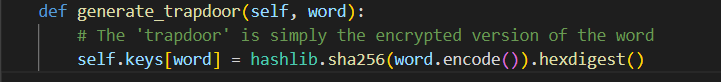 def generate_trapdoor(self, word):
    # The 'trapdoor' is simply the encrypted version of the word
    self.keys[word] = hashlib.sha256(word.encode()).hexdigest()